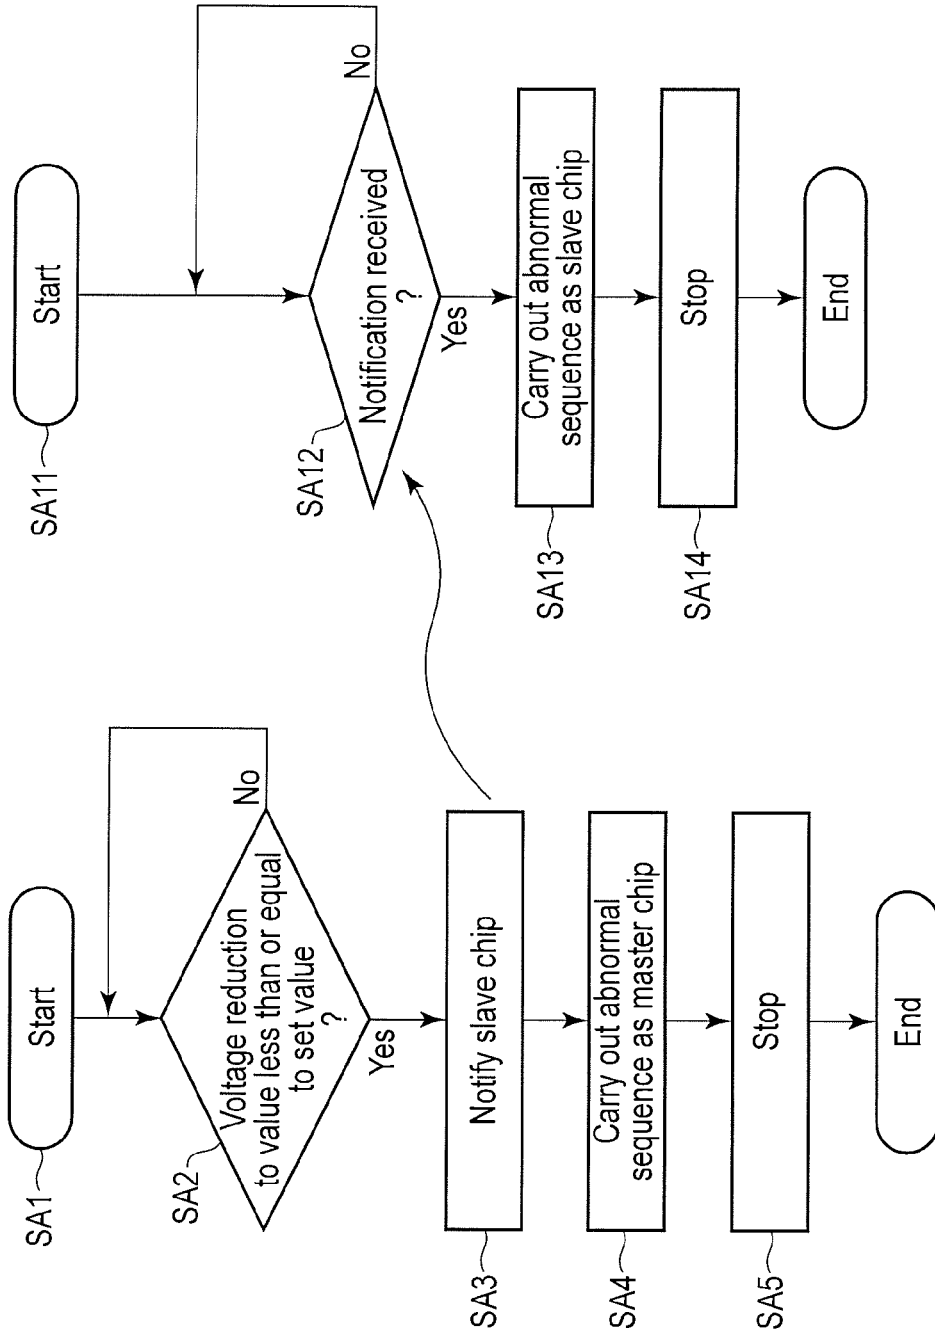 SA1
Start
SA2
Voltage reduction
to value less than or equal
to set value
?
No
Yes
SA3
Notify slave chip
SA4
Carry out abnormal
sequence as master chip
SA5
Stop
End
SA11
Start
SA12
Notification received
?
No
Yes
SA13
Carry out abnormal
sequence as slave chip
SA14
Stop
End